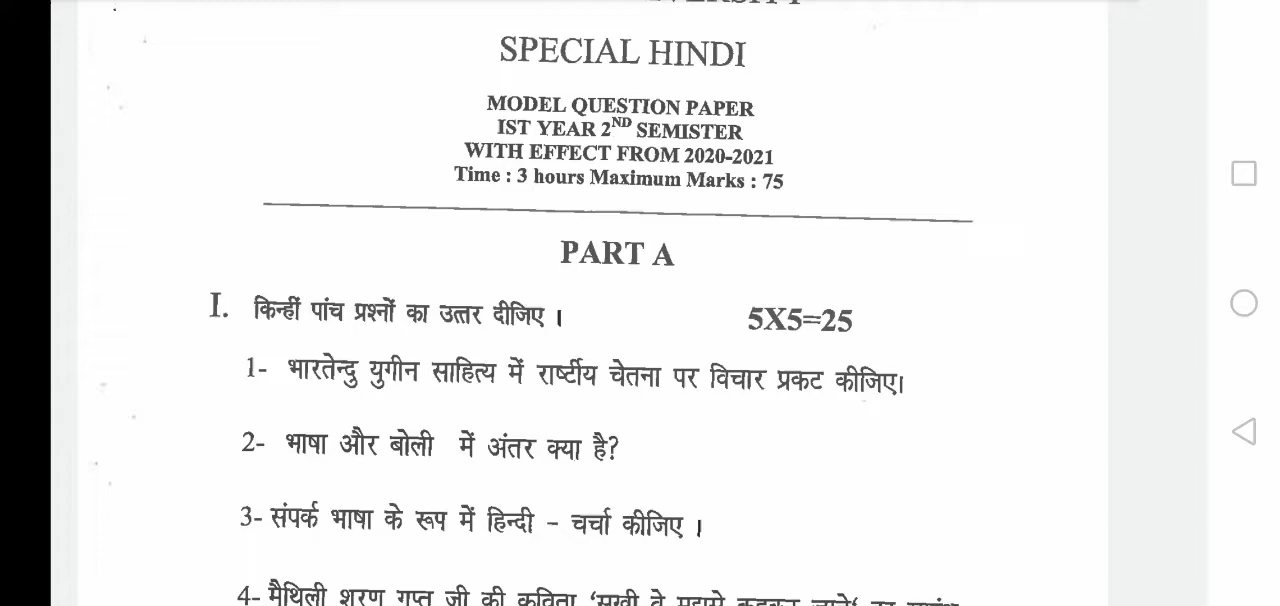 SPECIAL HINDI
MODEL QUESTION PAPER
IST YEAR 2ND SEMISTER
WITH EFFECT FROM 2020-2021
Time : 3 hours Maximum Marks : 75
PART A
I. किन्हीं पांच प्रश्नों का उत्तर दीजिए । 5X5=25
1- भारतेन्दु युगीन साहित्य में रार्ष्टीय चेतना पर विचार प्रकट कीजिए।
2- भाषा और बोली में अंतर क्या है?
3- संपर्क भाषा के रूप में हिन्दी - चर्चा कीजिए ।
4- मैथिली शरण गुप्त जी की कविता